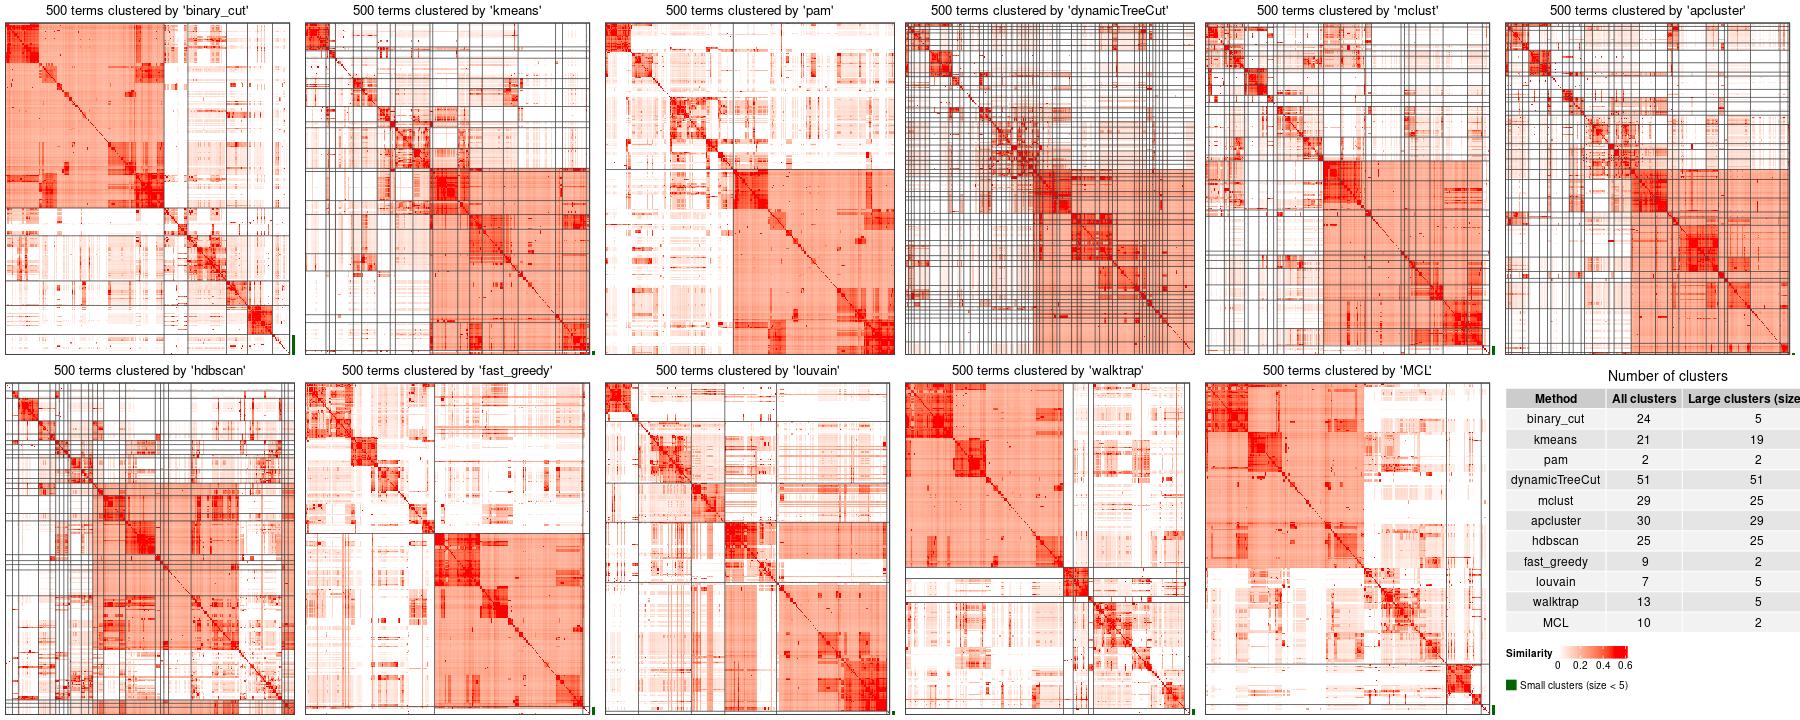 500 terms clustered by 'binary_cut'
500 terms clustered by 'kmeans'
500 terms clustered by 'pam'
500 terms clustered by 'dynamicTreeCut'
500 terms clustered by 'mclust'
500 terms clustered by 'apcluster'
500 terms clustered by 'hdbscan'
500 terms clustered by 'fast_greedy'
500 terms clustered by 'louvain'
500 terms clustered by 'walktrap'
500 terms clustered by 'MCL'
Number of clusters
Method All clusters Large clusters (size
binary_cut 24 5
kmeans 21 19
pam 2 2
dynamicTreeCut 51 51
mclust 29 25
apcluster 30 29
hdbscan 25 25
fast_greedy 9 2
louvain 7 5
walktrap 13 5
MCL 10 2
Similarity
0 0.2 0.4 0.6
Small clusters (size < 5)